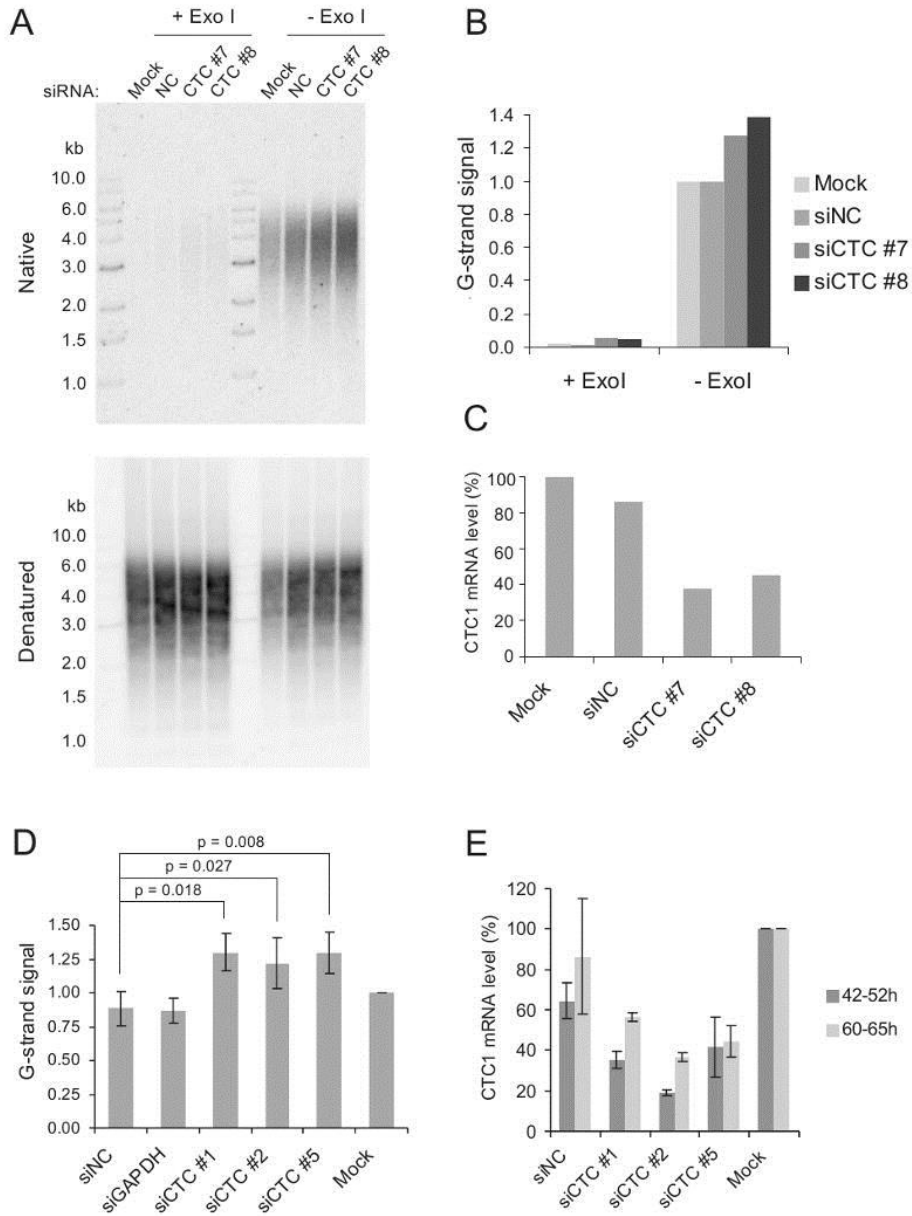 A
+ Exo I
- Exo I
siRNA:
Mock
NC
CTC #7
CTC #8
Mock
NC
CTC #7
CTC #8
kb
10.0
6.0
4.0
3.0
2.0
1.5
1.0
Native
kb
10.0
6.0
4.0
3.0
2.0
1.5
1.0
Denatured
B
G-strand signal
1.4
1.2
1.0
0.8
0.6
0.4
0.2
0.0
+ ExoI
- ExoI
Mock
siNC
siCTC #7
siCTC #8
C
CTC1 mRNA level (%)
100
80
60
40
20
0
Mock
siNC
siCTC #7
siCTC #8
D
p = 0.008
p = 0.027
p = 0.018
G-strand signal
1.50
1.25
1.00
0.75
0.50
0.25
0.00
siNC
siGAPDH
siCTC #1
siCTC #2
siCTC #5
Mock
E
CTC1 mRNA level (%)
120
100
80
60
40
20
0
siNC
siCTC #1
siCTC #2
siCTC #5
Mock
42-52h
60-65h